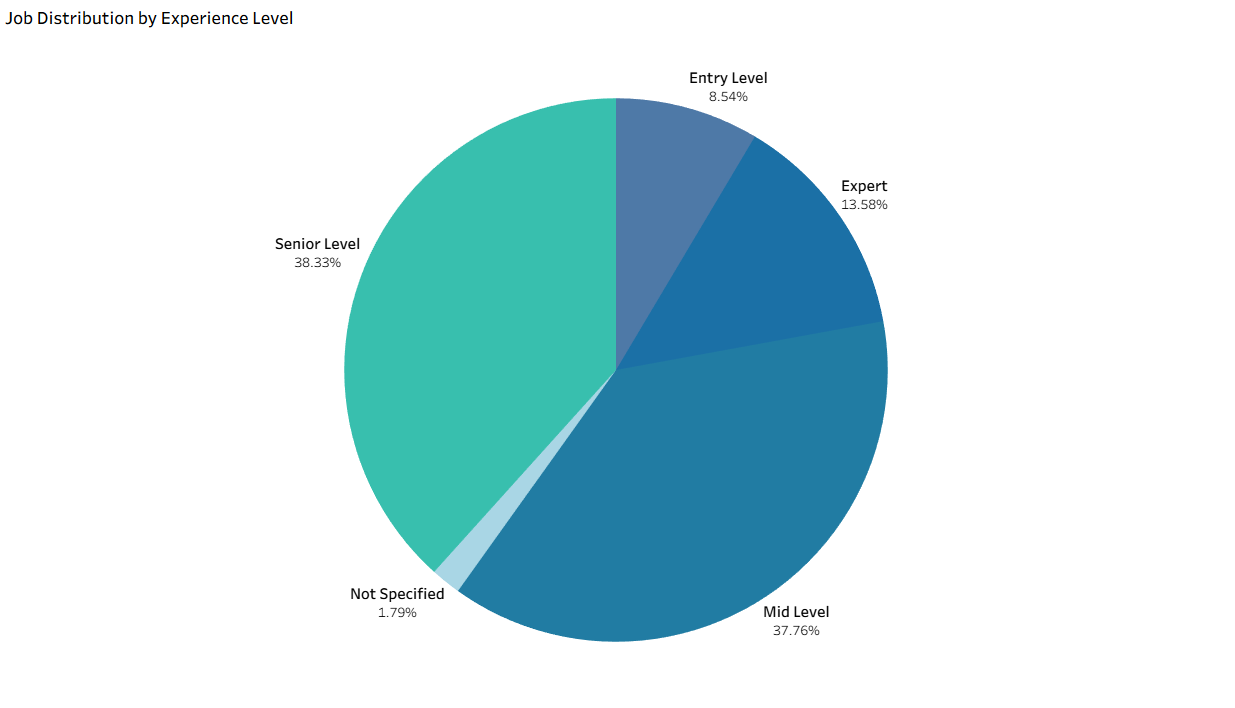 Job Distribution by Experience Level
Entry Level
8.54%
Expert
13.58%
Senior Level
38.33%
Not Specified
1.79%
Mid Level
37.76%